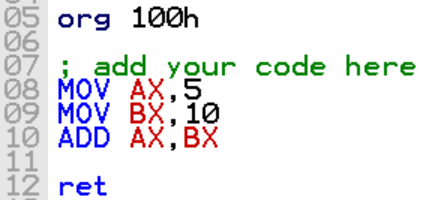 05 org 100h
06
07 ; add your code here
08 MOV AX,5
09 MOV BX,10
10 ADD AX,BX
11
12 ret